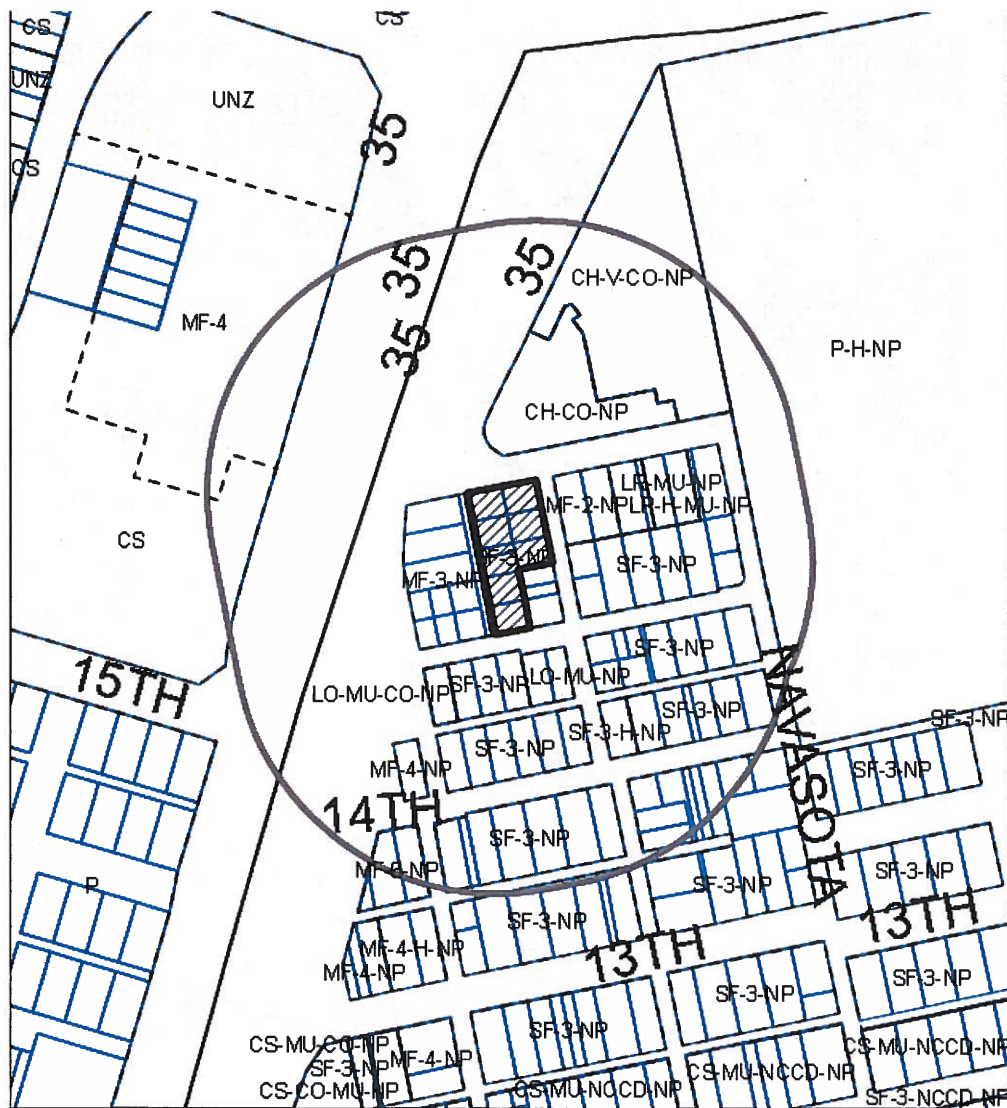 CS
CS
UNZ
UNZ
35
CS
35
35
CH-V-CO-NP
MF-4
35
P-H-NP
CH-CO-NP
LR-MU-NP
MF-2-NP
LR-H-MU-NP
CS
SF-3-NP
SF-3-NP
MF-3-NP
SF-3-NP
15TH
NAVASOTA
LO-MU-CO-NP
SF-3-NP
LO-MU-NP
SF-3-NP
SF-3-NP
SF-3-H-NP
SF-3-NP
MF-4-NP
SF-3-NP
14TH
SF-3-NP
MF-6-NP
P
SF-3-NP
SF-3-NP
SF-3-NP
13TH
13TH
MF-4-H-NP
MF-4-NP
SF-3-NP
SF-3-NP
SF-3-NP
CS-MU-CO-NP
MF-4-NP
CS-MU-NCCD-NP
SF-3-NP
CS-MU-NCCD-NP
CS-CO-MU-NP
CS-MU-NCCD-NP
SF-3-NCCD-NP